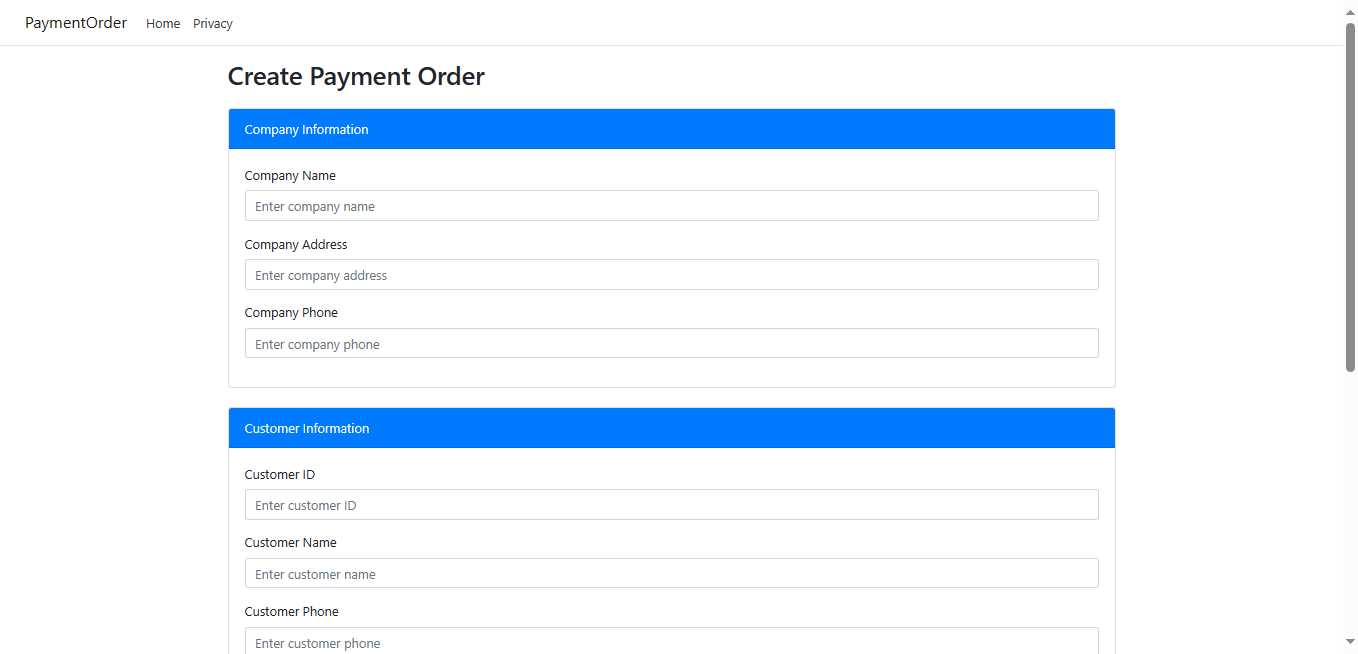 PaymentOrder Home Privacy
Create Payment Order
Company Information
Company Name
Enter company name
Company Address
Enter company address
Company Phone
Enter company phone
Customer Information
Customer ID
Enter customer ID
Customer Name
Enter customer name
Customer Phone
Enter customer phone